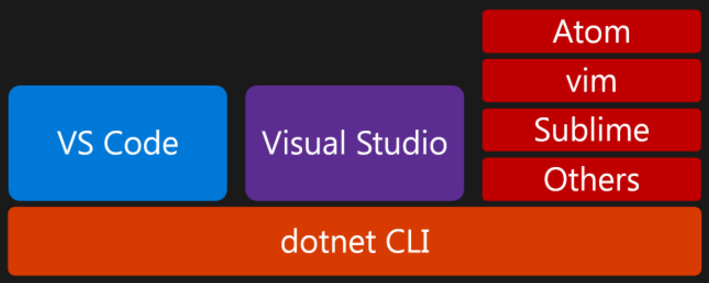 Atom
vim
VS Code
Visual Studio
Sublime
Others
dotnet CLI